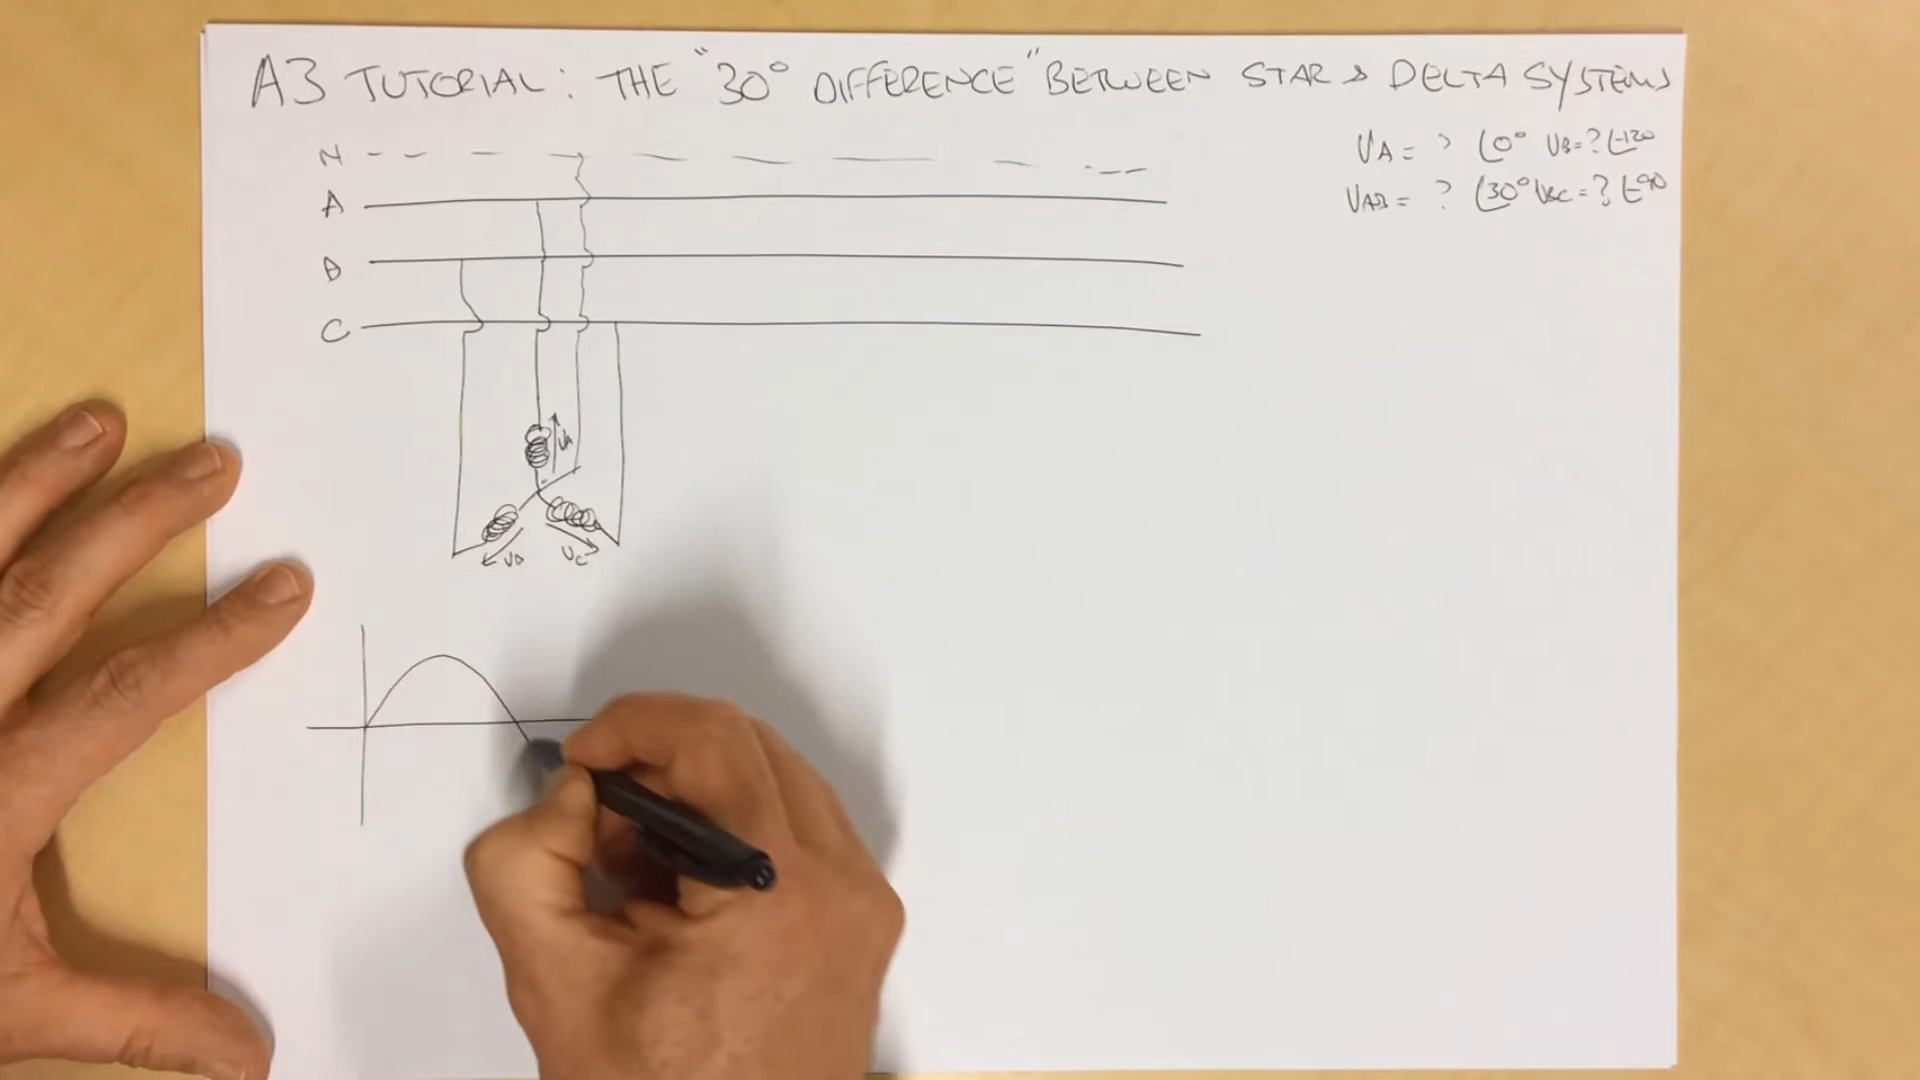 A3 TUTORIAL: THE "30° DIFFERENCE" BETWEEN STAR & DELTA SYSTEMS
VA = ? ∠0° VB = ? ∠-120
VAB = ? ∠30° VBC = ? ∠-90
N
A
B
C
VA
VB
VC